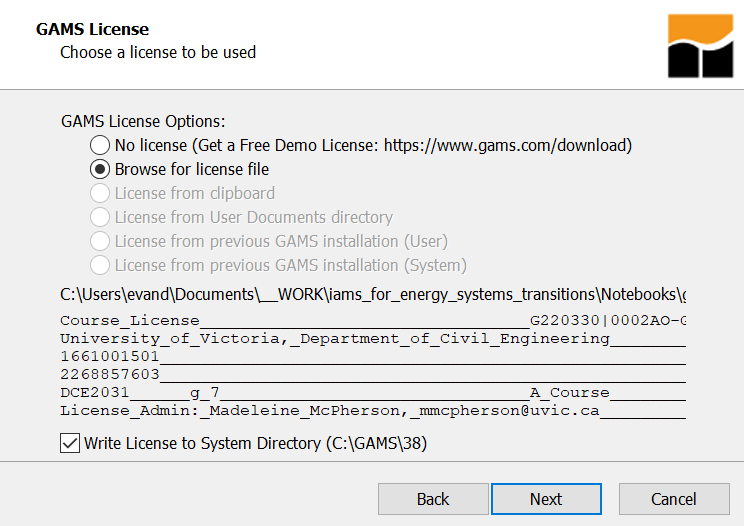 GAMS License
Choose a license to be used
GAMS License Options:
No license (Get a Free Demo License: https://www.gams.com/download)
Browse for license file
License from clipboard
License from User Documents directory
License from previous GAMS installation (User)
License from previous GAMS installation (System)
C:\Users\evand\Documents\__WORK\iams_for_energy_systems_transitions\Notebooks\g
Course_License_________________________________G220330|0002AO-G
University_of_Victoria,_Department_of_Civil_Engineering________
1661001501_____________________________________________________
2268857603_____________________________________________________
DCE2031______g_7_______________________________A_Course________
License_Admin:_Madeleine_McPherson,_mmcpherson@uvic.ca_________
Write License to System Directory (C:\GAMS\38)
Back
Next
Cancel